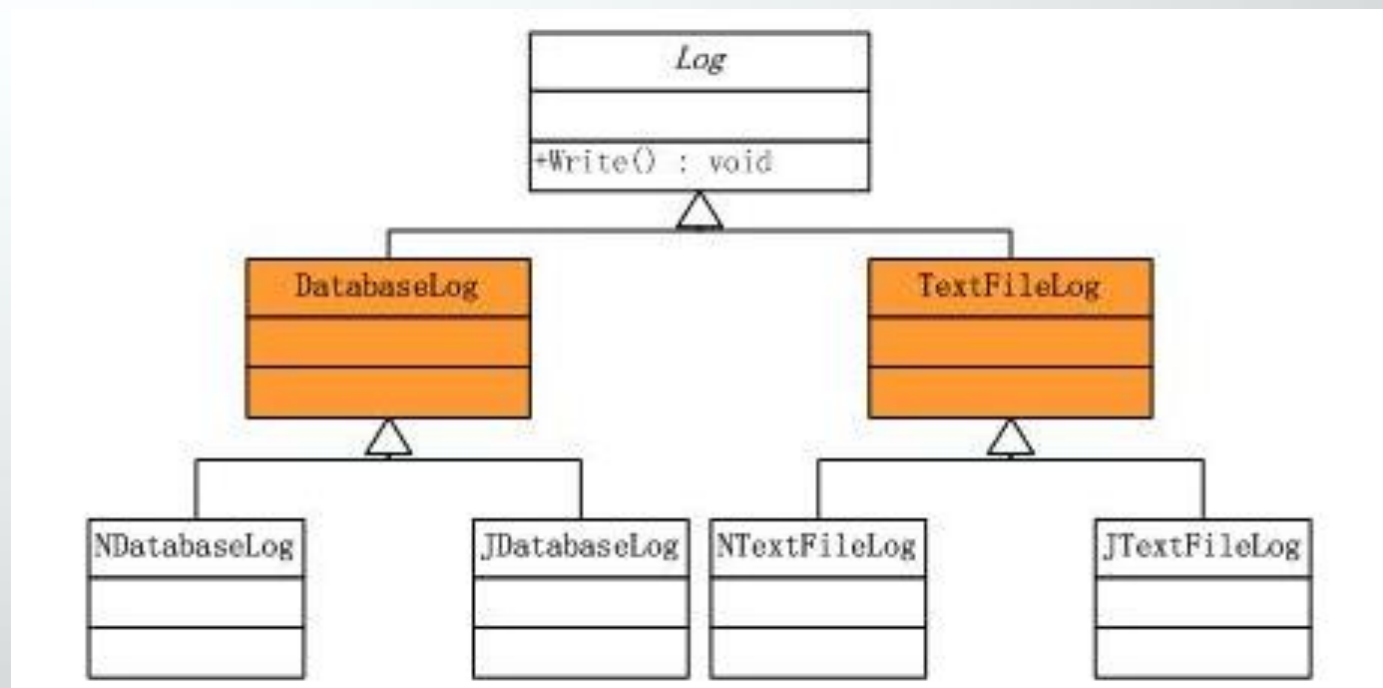 Log
+Write() : void
DatabaseLog
TextFileLog
NDatabaseLog
JDatabaseLog
NTextFileLog
JTextFileLog